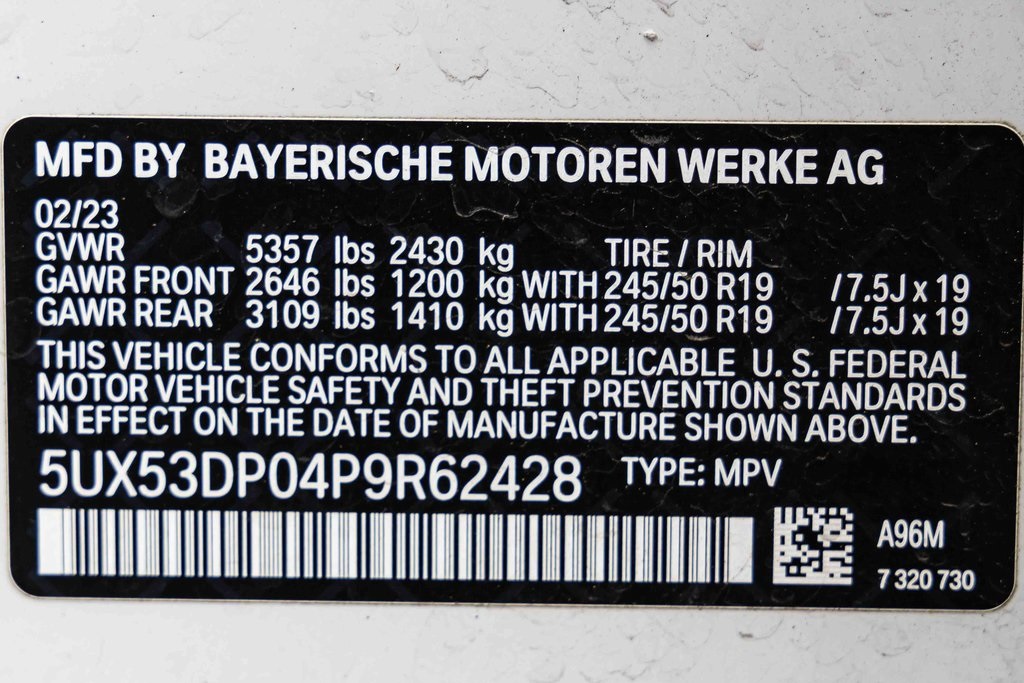 MFD BY BAYERISCHE MOTOREN WERKE AG
02/23
GVWR 5357 lbs 2430 kg TIRE / RIM
GAWR FRONT 2646 lbs 1200 kg WITH 245/50 R19 /7.5J x 19
GAWR REAR 3109 lbs 1410 kg WITH 245/50 R19 /7.5J x 19
THIS VEHICLE CONFORMS TO ALL APPLICABLE U. S. FEDERAL
MOTOR VEHICLE SAFETY AND THEFT PREVENTION STANDARDS
IN EFFECT ON THE DATE OF MANUFACTURE SHOWN ABOVE.
5UX53DP04P9R62428 TYPE: MPV
A96M
7 320 730